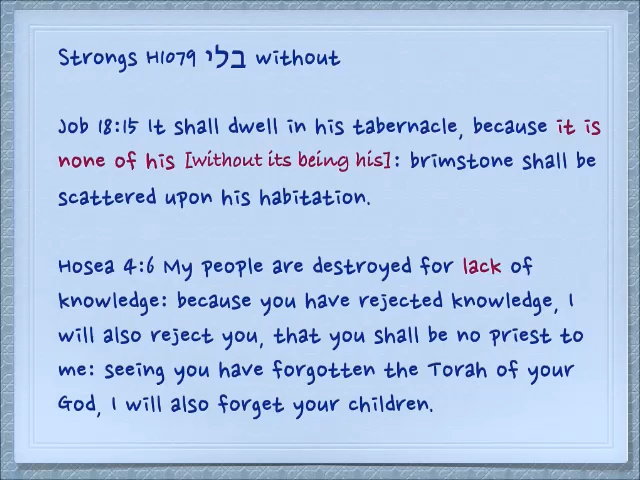 Strongs H1079 בלי without
Job 18:15 It shall dwell in his tabernacle, because it is
none of his [without its being his]: brimstone shall be
scattered upon his habitation.
Hosea 4:6 My people are destroyed for lack of
knowledge: because you have rejected knowledge, I
will also reject you, that you shall be no priest to
me: seeing you have forgotten the Torah of your
God, I will also forget your children.